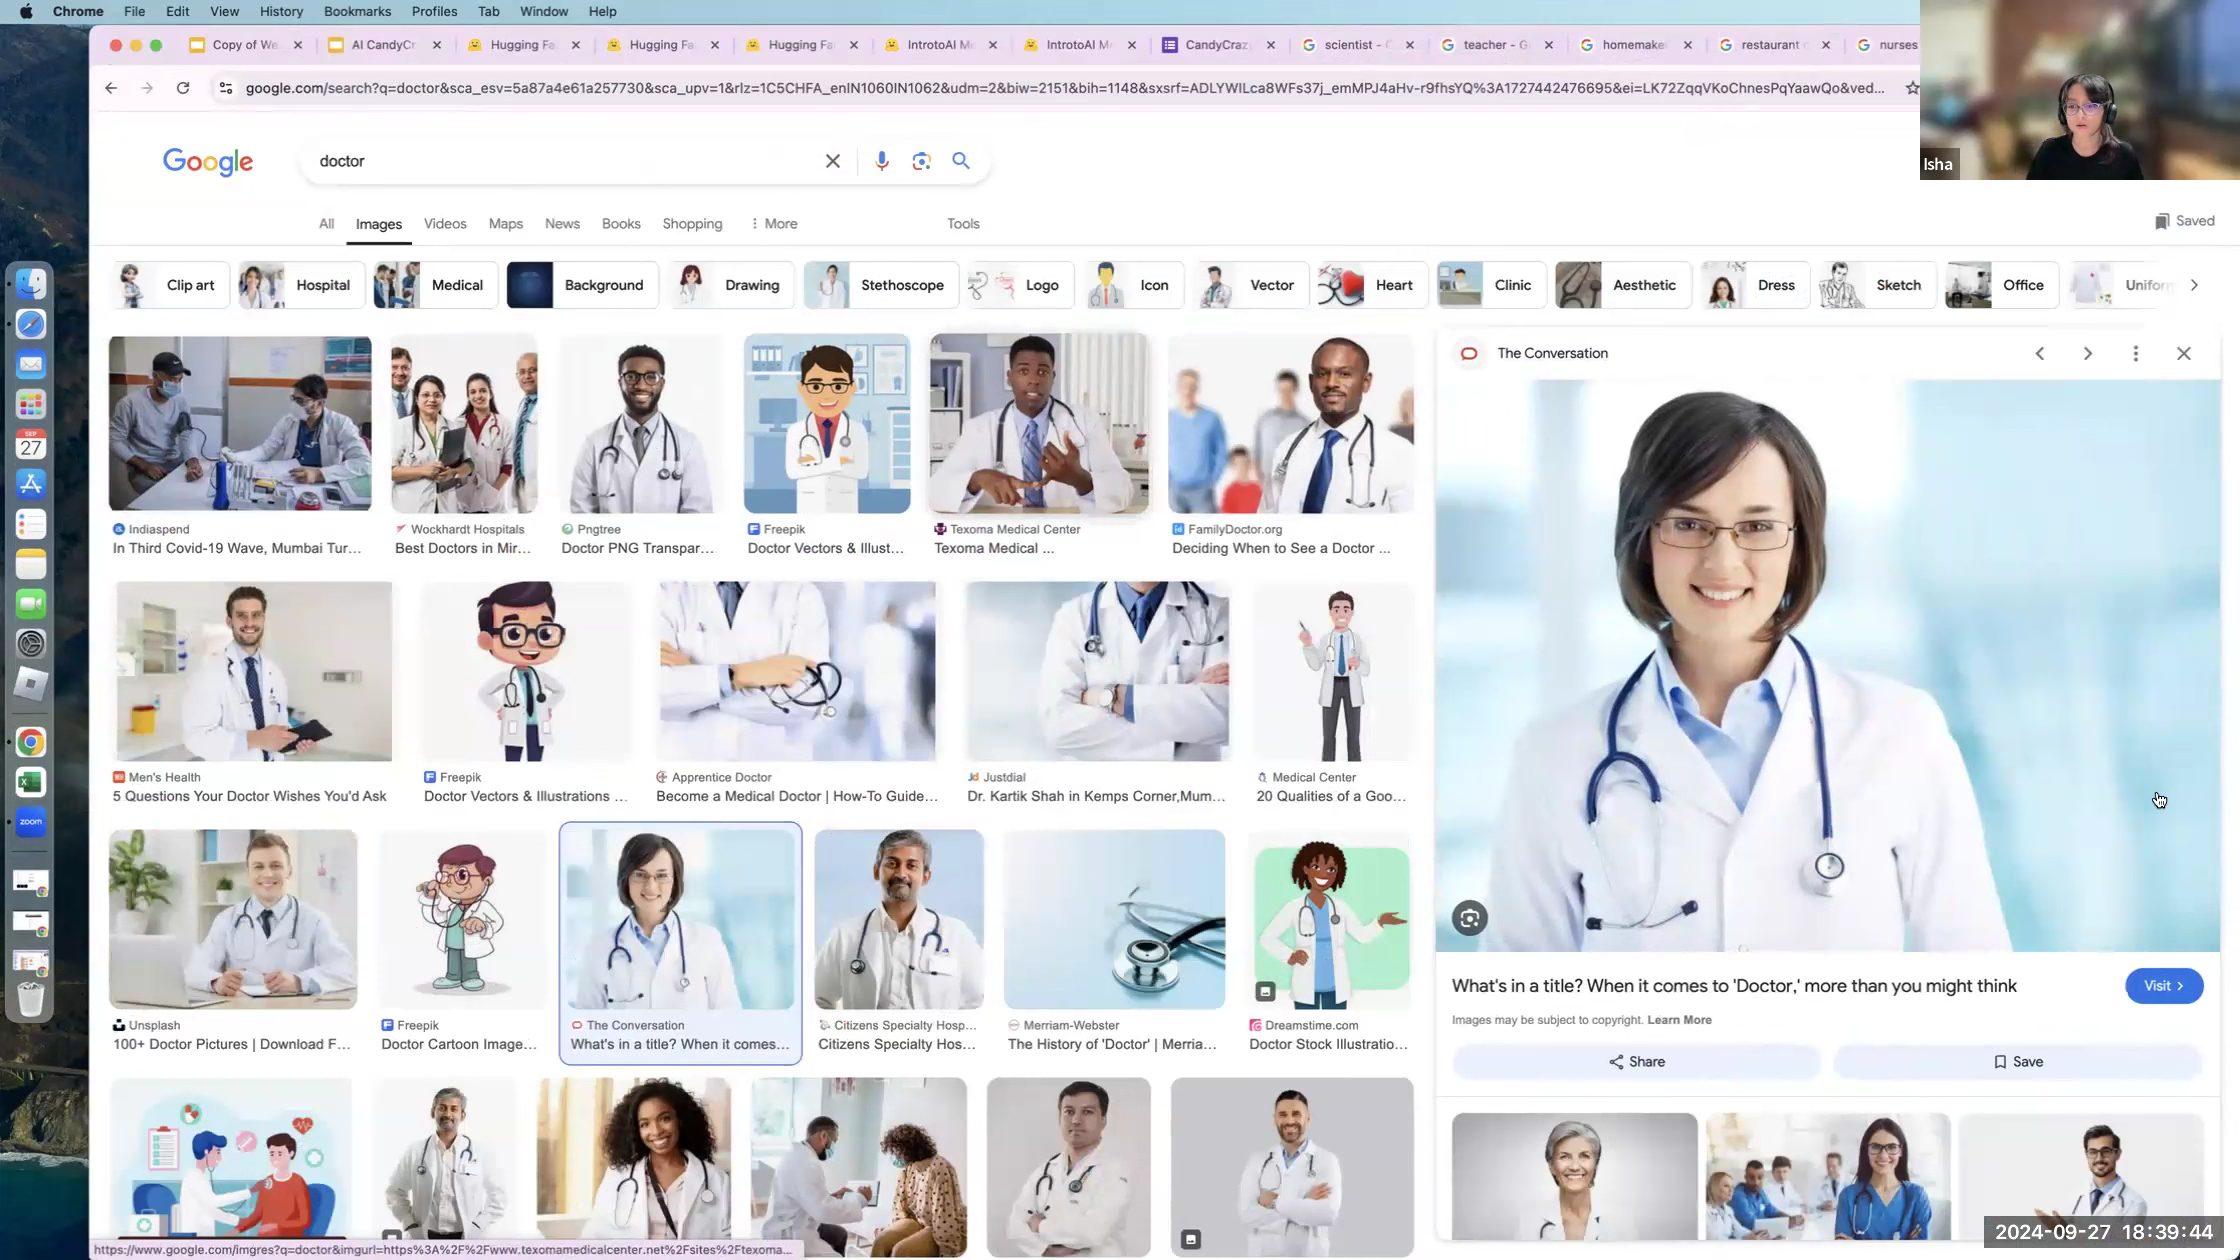 Chrome File Edit View History Bookmarks Profiles Tab Window Help
Copy of We AI CandyCr Hugging Fa Hugging Fa Hugging Fa IntrotoAI M IntrotoAI M CandyCraz scientist - G teacher - G homemake restaurant nurses
google.com/search?q=doctor&sca_esv=5a87a4e61a257730&sca_upv=1&rlz=1C5CHFA_enIN1060IN1062&udm=2&biw=2151&bih=1148&sxsrf=ADLYWILca8WFs37j_emMPJ4aHv-r9fhsYQ%3A1727442476695&ei=LK72ZqqVKoChnesPqYaawQo&ved...
Isha
Google doctor
All Images Videos Maps News Books Shopping More Tools
Saved
Clip art Hospital Medical Background Drawing Stethoscope Logo Icon Vector Heart Clinic Aesthetic Dress Sketch Office Uniform
SEP
27
zoom
Indiaspend
In Third Covid-19 Wave, Mumbai Tur...
Wockhardt Hospitals
Best Doctors in Mir...
Pngtree
Doctor PNG Transpar...
Freepik
Doctor Vectors & Illust...
Texoma Medical Center
Texoma Medical ...
FamilyDoctor.org
Deciding When to See a Doctor ...
Men's Health
5 Questions Your Doctor Wishes You'd Ask
Freepik
Doctor Vectors & Illustrations ...
Apprentice Doctor
Become a Medical Doctor | How-To Guide...
Justdial
Dr. Kartik Shah in Kemps Corner,Mum...
Medical Center
20 Qualities of a Goo...
Unsplash
100+ Doctor Pictures | Download F...
Freepik
Doctor Cartoon Image...
The Conversation
What's in a title? When it comes...
Citizens Specialty Hosp...
Citizens Specialty Hos...
Merriam-Webster
The History of 'Doctor' | Merria...
Dreamstime.com
Doctor Stock Illustratio...
The Conversation
What's in a title? When it comes to 'Doctor,' more than you might think
Visit
Images may be subject to copyright. Learn More
Share Save
https://www.google.com/imgres?q=doctor&imgurl=https%3A%2F%2Fwww.texomamedicalcenter.net%2Fsites%2Ftexoma...
2024-09-27 18:39:44